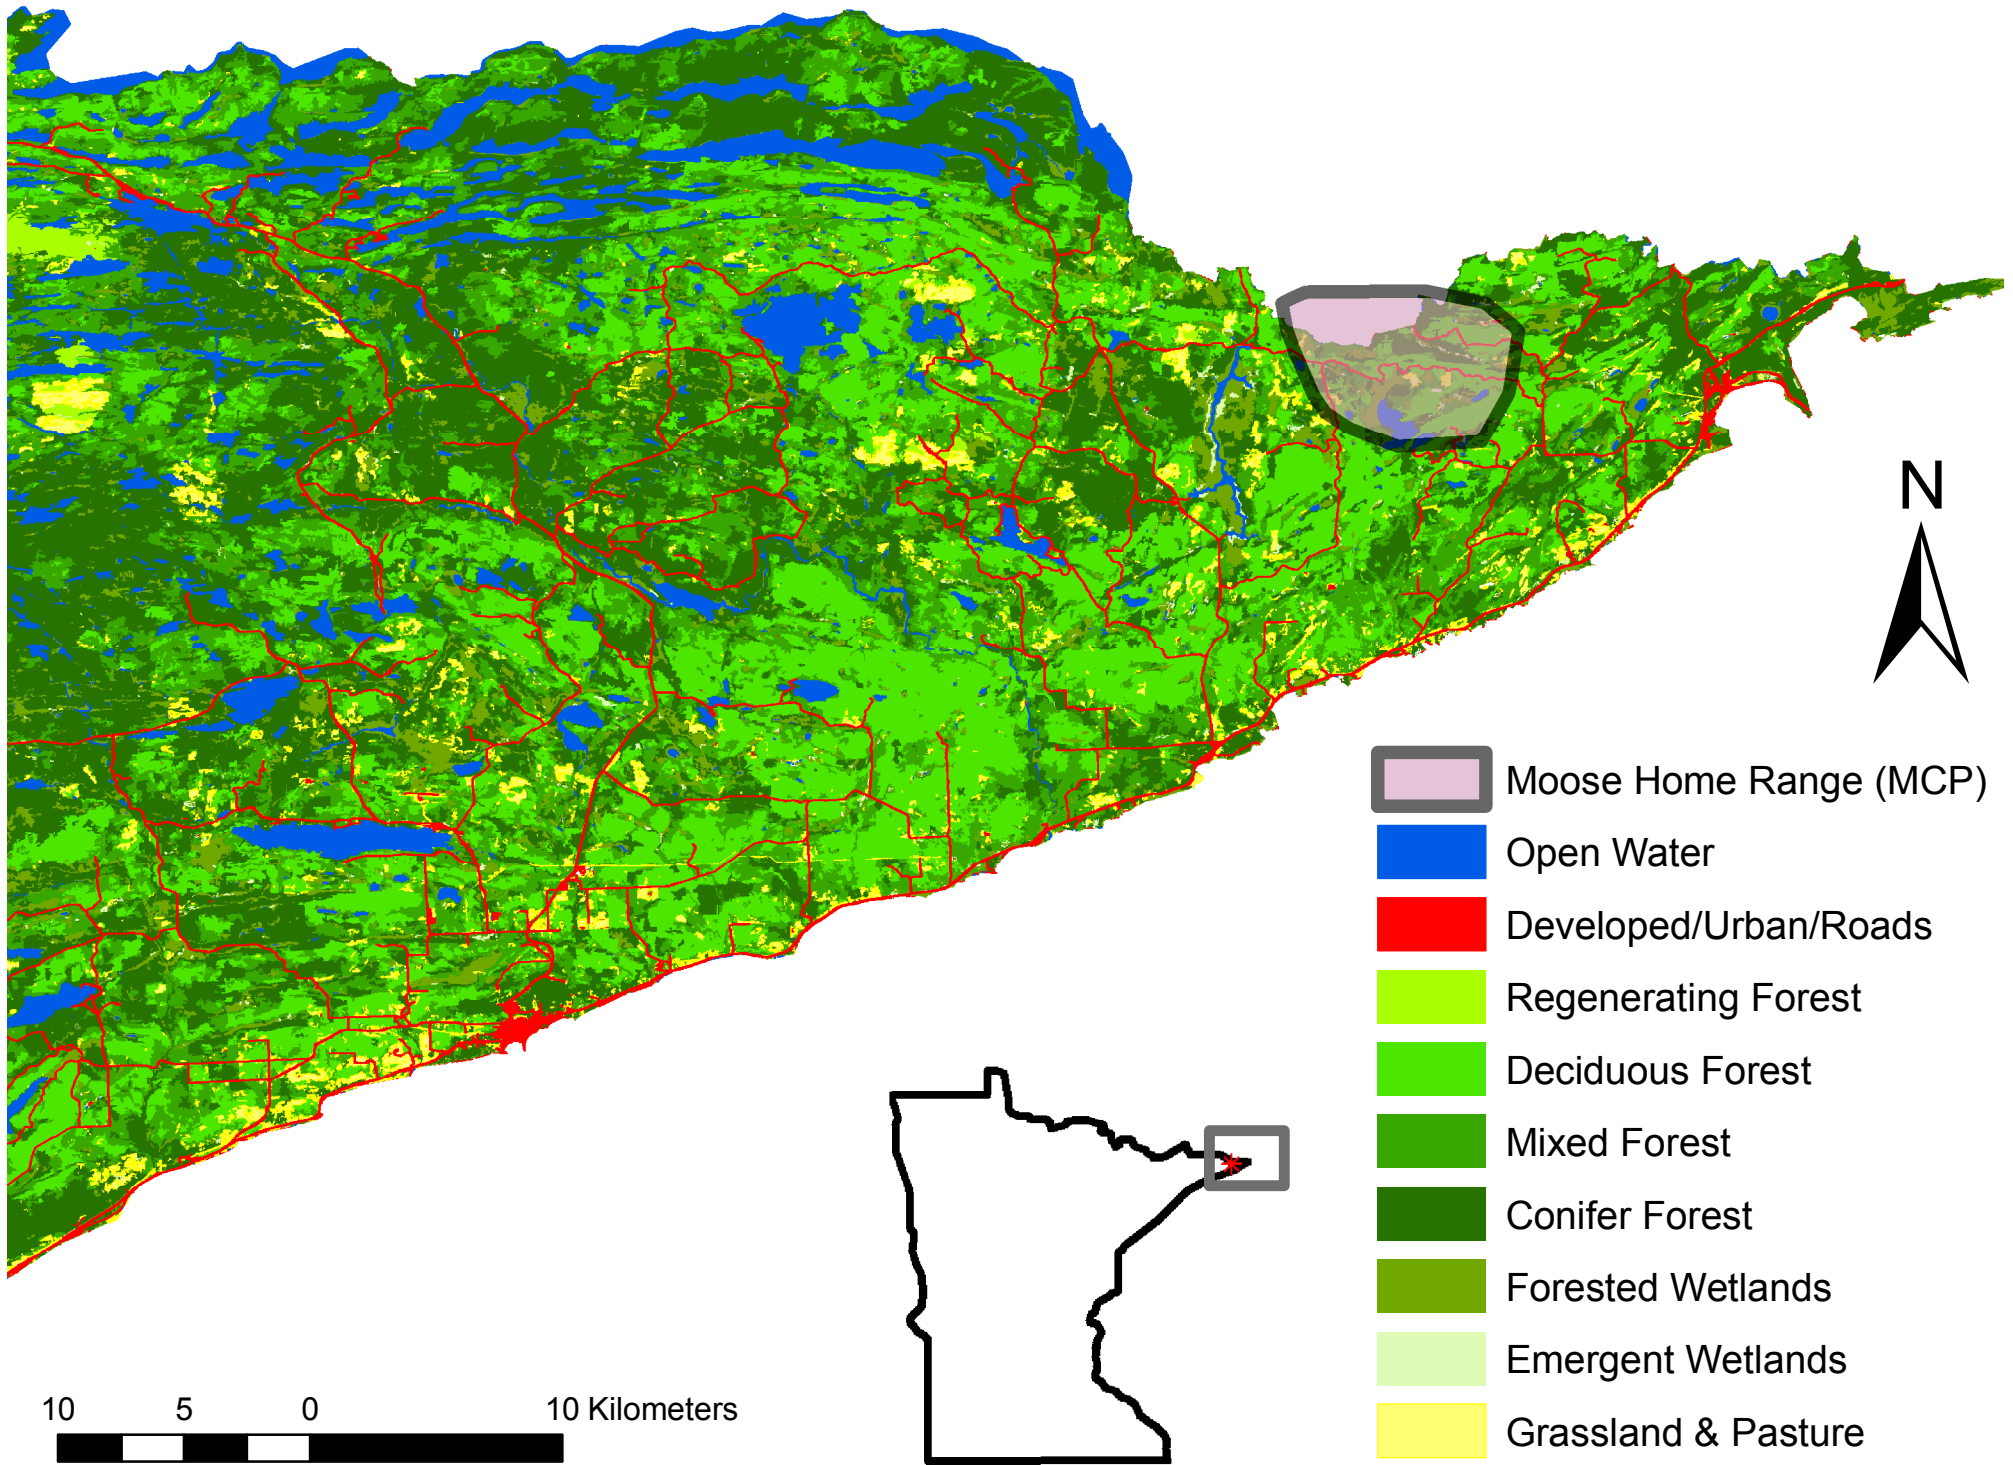 N
Moose Home Range (MCP)
Open Water
Developed/Urban/Roads
Regenerating Forest
Deciduous Forest
Mixed Forest
Conifer Forest
Forested Wetlands
Emergent Wetlands
Grassland & Pasture
10 5 0 10 Kilometers